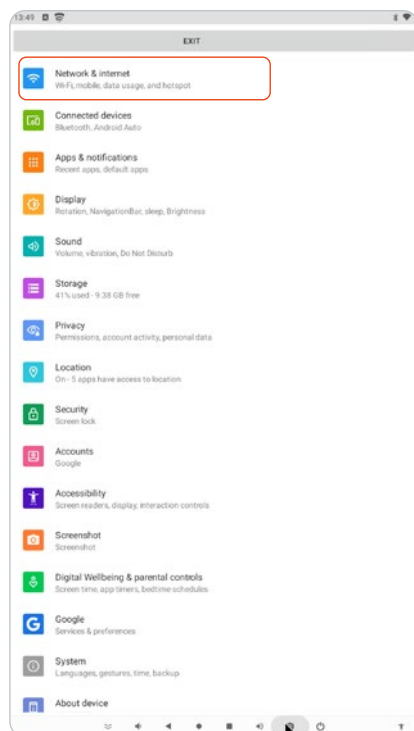 13:49
EXIT
Network & internet
Wi-Fi, mobile, data usage, and hotspot
Connected devices
Bluetooth, Android Auto
Apps & notifications
Recent apps, default apps
Display
Rotation, NavigationBar, sleep, Brightness
Sound
Volume, vibration, Do Not Disturb
Storage
41% used - 9.38 GB free
Privacy
Permissions, account activity, personal data
Location
On - 5 apps have access to location
Security
Screen lock
Accounts
Google
Accessibility
Screen readers, display, interaction controls
Screenshot
Screenshot
Digital Wellbeing & parental controls
Screen time, app timers, bedtime schedules
Google
Services & preferences
System
Languages, gestures, time, backup
About device